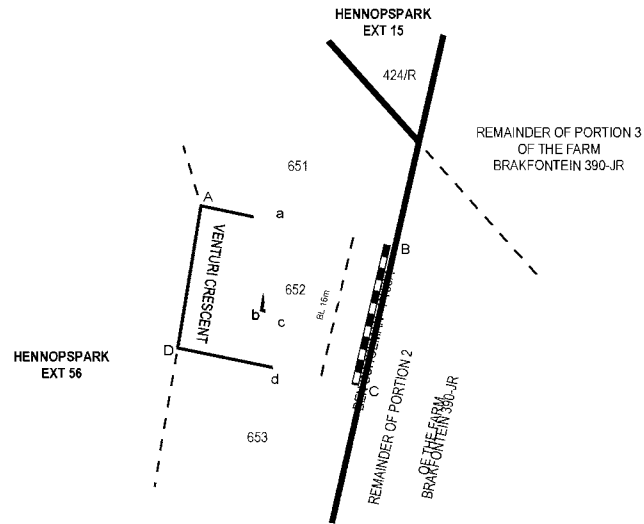 HENNOPSPARK
EXT 15
424/R
REMAINDER OF PORTION 3
OF THE FARM
BRAKFONTEIN 390-JR
651
A
a
VENTURI CRESCENT
B
652
BL 16m
b
c
D
HENNOPSPARK
EXT 56
d
C
653
REMAINDER OF PORTION 2
OF THE FARM
BRAKFONTEIN 390-JR